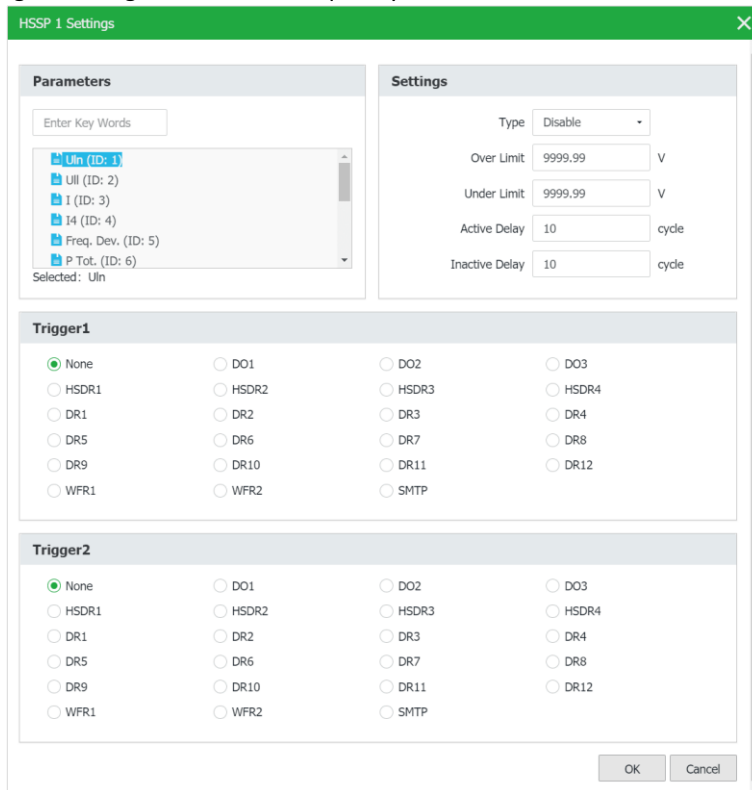 HSSP 1 Settings
Parameters
Enter Key Words
Uln (ID: 1)
Ull (ID: 2)
I (ID: 3)
I4 (ID: 4)
Freq. Dev. (ID: 5)
P Tot. (ID: 6)
Selected: Uln
Settings
Type Disable
Over Limit 9999.99 V
Under Limit 9999.99 V
Active Delay 10 cycle
Inactive Delay 10 cycle
Trigger1
None DO1 DO2 DO3
HSDR1 HSDR2 HSDR3 HSDR4
DR1 DR2 DR3 DR4
DR5 DR6 DR7 DR8
DR9 DR10 DR11 DR12
WFR1 WFR2 SMTP
Trigger2
None DO1 DO2 DO3
HSDR1 HSDR2 HSDR3 HSDR4
DR1 DR2 DR3 DR4
DR5 DR6 DR7 DR8
DR9 DR10 DR11 DR12
WFR1 WFR2 SMTP
OK Cancel